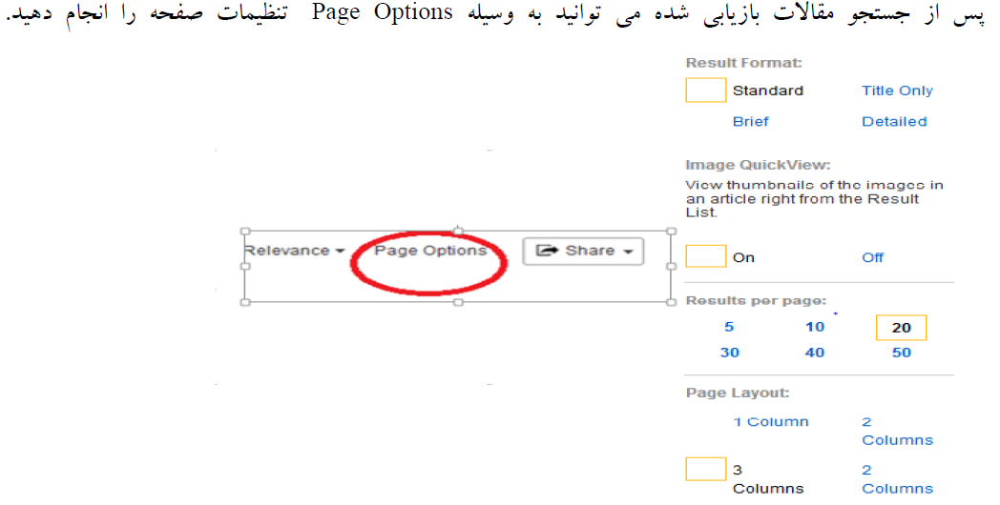 پس از جستجو مقالات بازیابی شده می توانید به وسیله Page Options تنظیمات صفحه را انجام دهید.
Relevance Page Options Share
Result Format:
Standard Title Only
Brief Detailed
Image QuickView:
View thumbnails of the images in
an article right from the Result
List.
On Off
Results per page:
5 10 20
30 40 50
Page Layout:
1 Column 2
Columns
3 2
Columns Columns